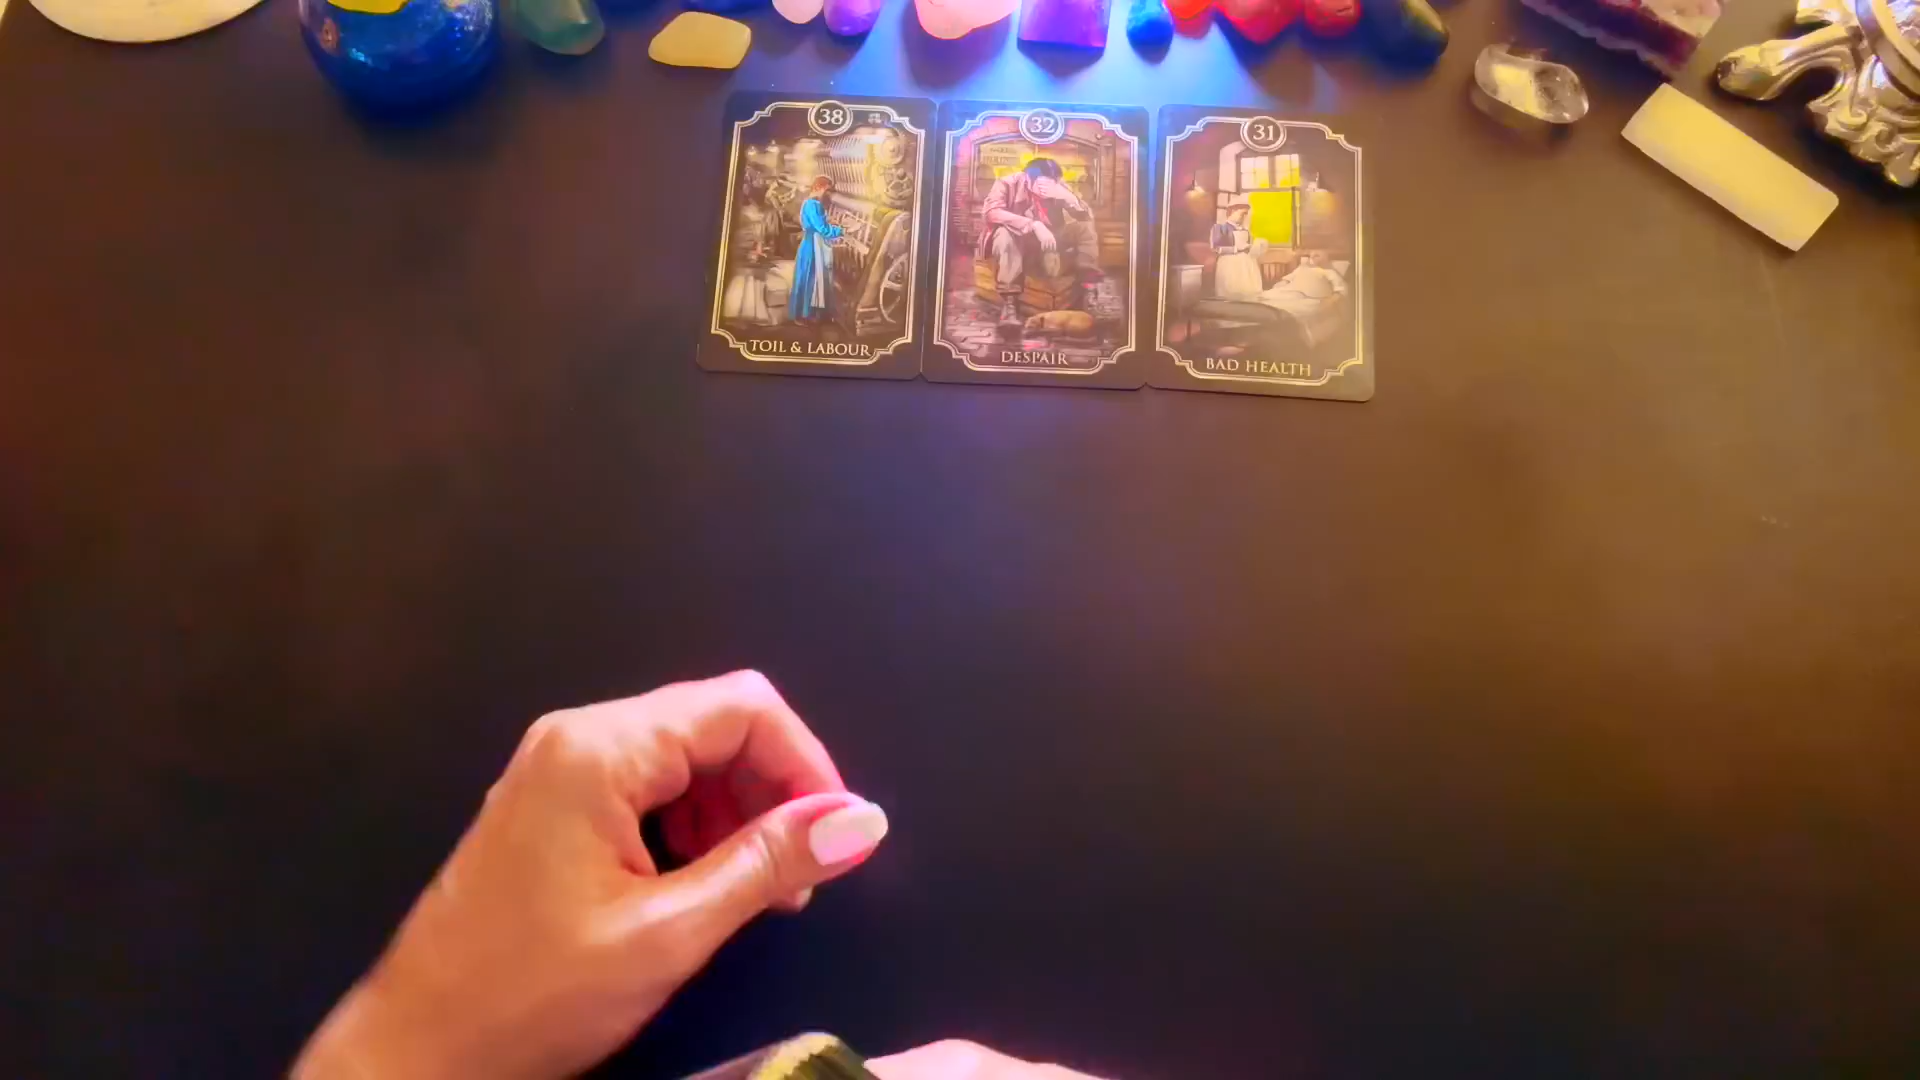 38
TOIL & LABOUR
32
DESPAIR
31
BAD HEALTH